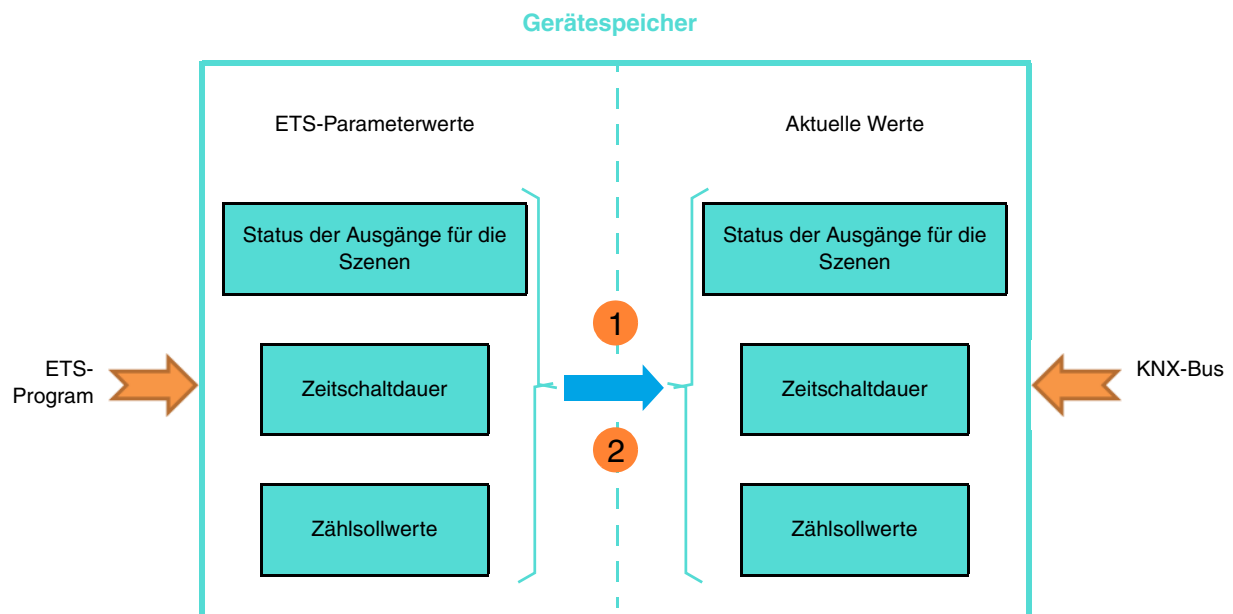 Gerätespeicher
ETS-Parameterwerte
Aktuelle Werte
Status der Ausgänge für die
Szenen
Status der Ausgänge für die
Szenen
1
ETS-
Program
Zeitschaltdauer
Zeitschaltdauer
KNX-Bus
2
Zählsollwerte
Zählsollwerte